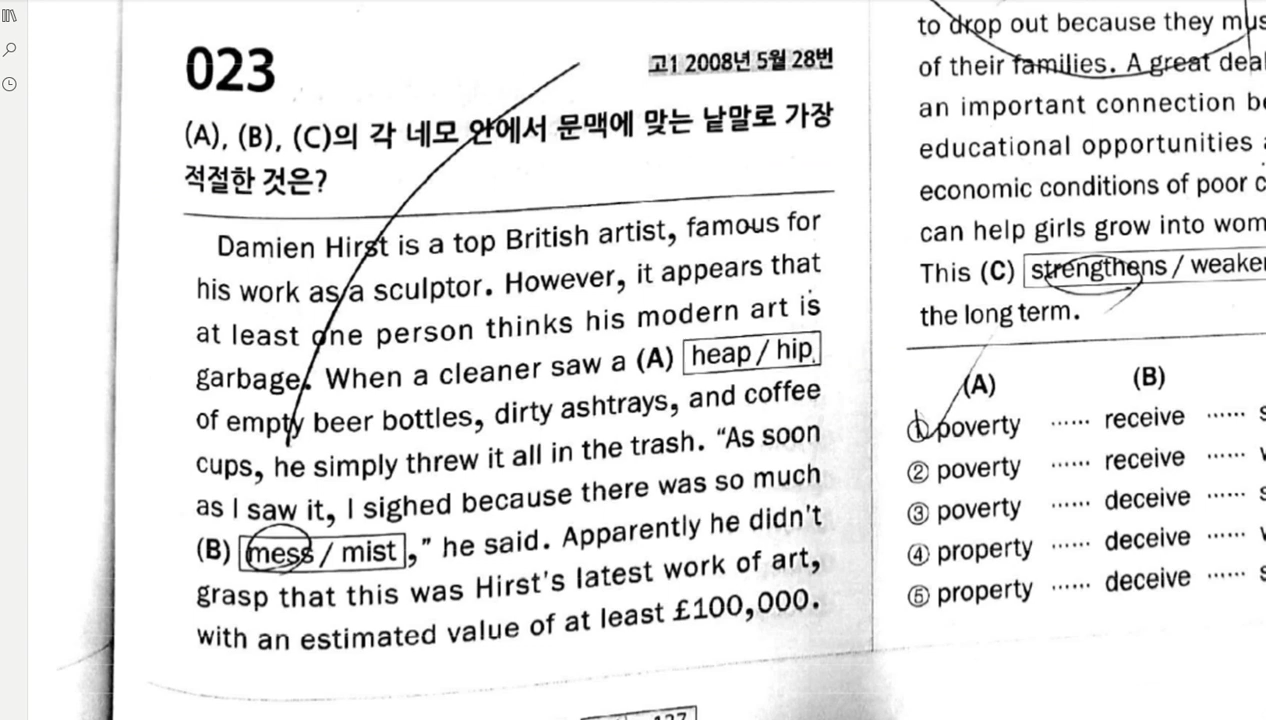 023
고1 2008년 5월 28번
(A), (B), (C)의 각 네모 안에서 문맥에 맞는 낱말로 가장
적절한 것은?
Damien Hirst is a top British artist, famous for
his work as a sculptor. However, it appears that
at least one person thinks his modern art is
garbage. When a cleaner saw a (A) heap / hip
of empty beer bottles, dirty ashtrays, and coffee
cups, he simply threw it all in the trash. “As soon
as I saw it, I sighed because there was so much
(B) mess / mist ,” he said. Apparently he didn't
grasp that this was Hirst's latest work of art,
with an estimated value of at least £100,000.
to drop out because they
of their families. A great
an important connection
educational opportunities
economic conditions of poor
can help girls grow into
This (C) strengthens /
the long term.
(A) (B)
① poverty ...... receive ......
② poverty ...... receive ......
③ poverty ...... deceive ......
④ property ...... deceive ......
⑤ property ...... deceive ......